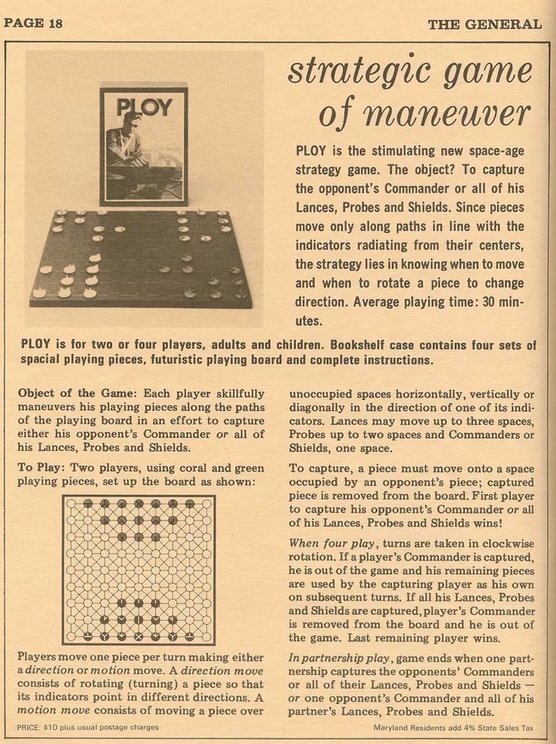 PAGE 18
THE GENERAL
PLOY
strategic game
of maneuver
PLOY is the stimulating new space-age
strategy game. The object? To capture
the opponent's Commander or all of his
Lances, Probes and Shields. Since pieces
move only along paths in line with the
indicators radiating from their centers,
the strategy lies in knowing when to move
and when to rotate a piece to change
direction. Average playing time: 30 min-
utes.
PLOY is for two or four players, adults and children. Bookshelf case contains four sets of
spacial playing pieces, futuristic playing board and complete instructions.
Object of the Game: Each player skillfully
maneuvers his playing pieces along the paths
of the playing board in an effort to capture
either his opponent's Commander or all of
his Lances, Probes and Shields.
To Play: Two players, using coral and green
playing pieces, set up the board as shown:
Players move one piece per turn making either
a direction or motion move. A direction move
consists of rotating (turning) a piece so that
its indicators point in different directions. A
motion move consists of moving a piece over
unoccupied spaces horizontally, vertically or
diagonally in the direction of one of its indi-
cators. Lances may move up to three spaces,
Probes up to two spaces and Commanders or
Shields, one space.
To capture, a piece must move onto a space
occupied by an opponent's piece; captured
piece is removed from the board. First player
to capture his opponent's Commander or all
of his Lances, Probes and Shields wins!
When four play, turns are taken in clockwise
rotation. If a player's Commander is captured,
he is out of the game and his remaining pieces
are used by the capturing player as his own
on subsequent turns. If all his Lances, Probes
and Shields are captured, player's Commander
is removed from the board and he is out of
the game. Last remaining player wins.
In partnership play, game ends when one part-
nership captures the opponents' Commanders
or all of their Lances, Probes and Shields —
or one opponent's Commander and all of his
partner's Lances, Probes and Shields.
PRICE: $10 plus usual postage charges
Maryland Residents add 4% State Sales Tax